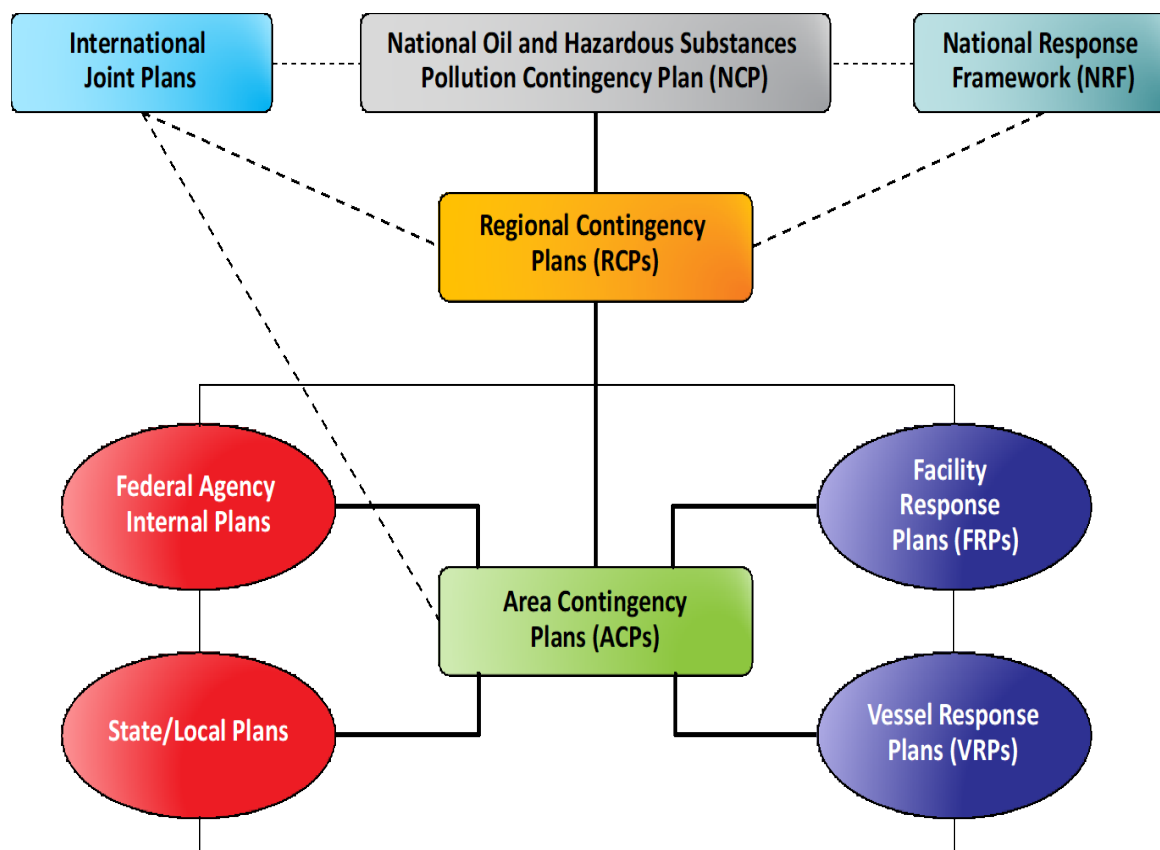 International
Joint Plans
National Oil and Hazardous Substances
Pollution Contingency Plan (NCP)
National Response
Framework (NRF)
Regional Contingency
Plans (RCPs)
Federal Agency
Internal Plans
Facility
Response
Plans (FRPs)
Area Contingency
Plans (ACPs)
State/Local Plans
Vessel Response
Plans (VRPs)